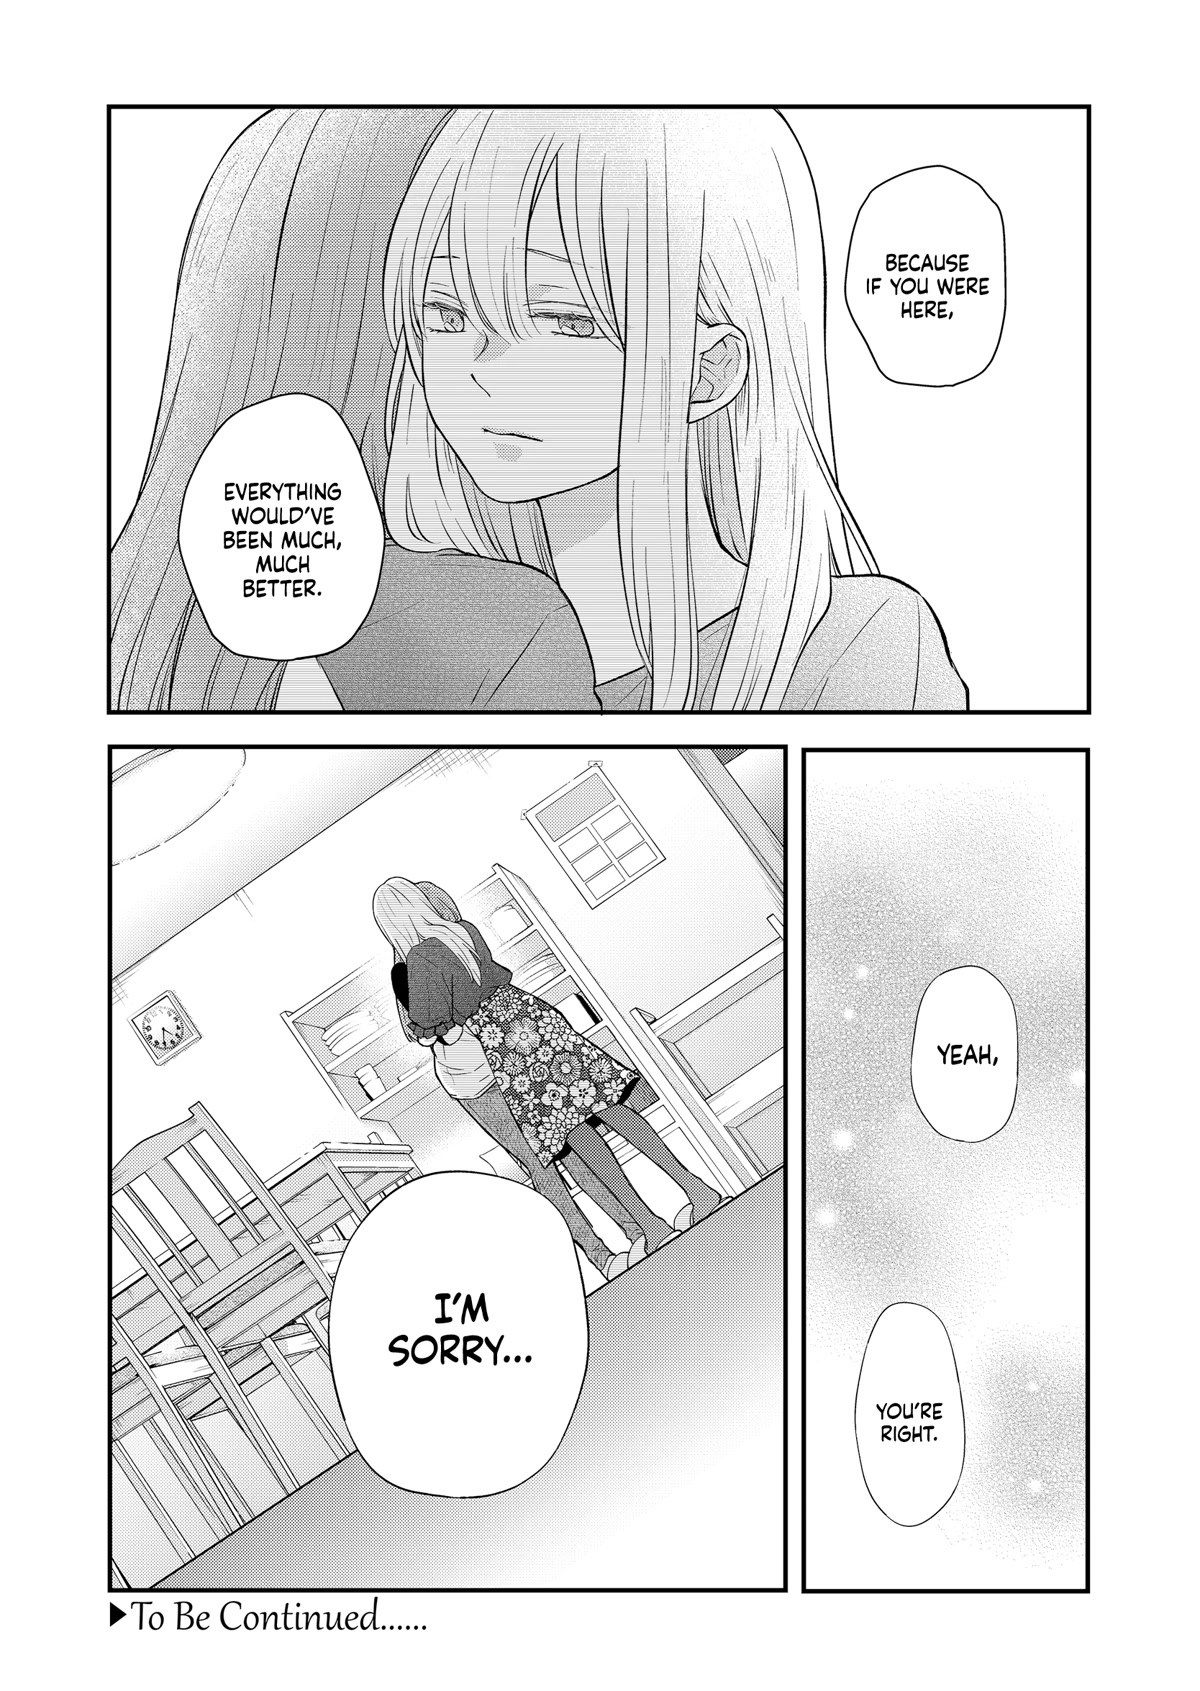 BECAUSE
IF YOU WERE
HERE,
EVERYTHING
WOULD'VE
BEEN MUCH,
MUCH
BETTER.
YEAH,
YOU'RE
RIGHT.
I'M
SORRY...
▶To Be Continued......